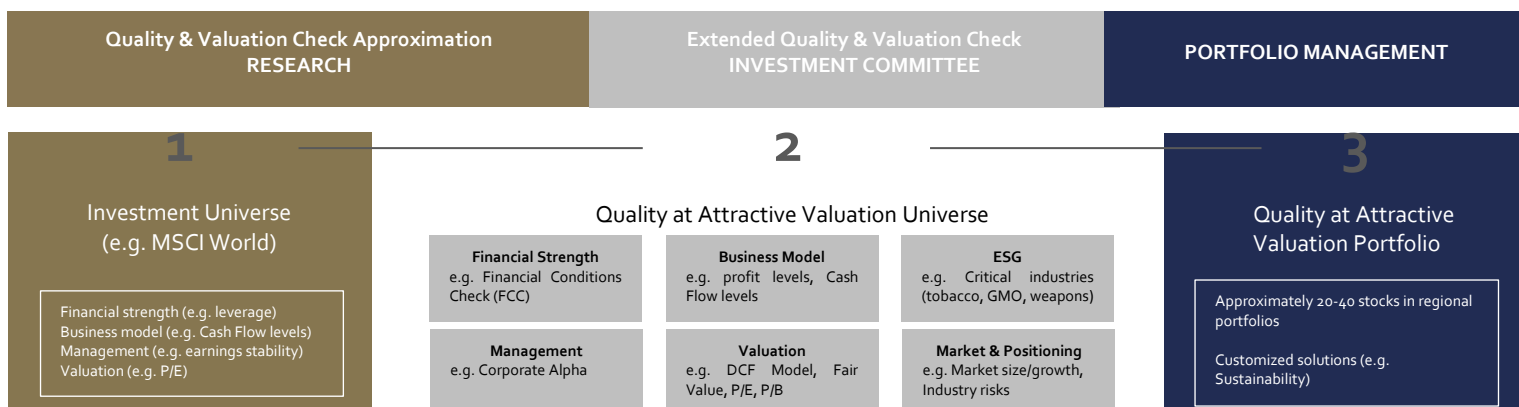 Quality & Valuation Check Approximation
RESEARCH
Extended Quality & Valuation Check
INVESTMENT COMMITTEE
PORTFOLIO MANAGEMENT
1
2
3
Investment Universe
(e.g. MSCI World)
Financial strength (e.g. leverage)
Business model (e.g. Cash Flow levels)
Management (e.g. earnings stability)
Valuation (e.g. P/E)
Quality at Attractive Valuation Universe
Financial Strength
e.g. Financial Conditions
Check (FCC)
Business Model
e.g. profit levels, Cash
Flow levels
ESG
e.g. Critical industries
(tobacco, GMO, weapons)
Management
e.g. Corporate Alpha
Valuation
e.g. DCF Model, Fair
Value, P/E, P/B
Market & Positioning
e.g. Market size/growth,
Industry risks
Quality at Attractive
Valuation Portfolio
Approximately 20-40 stocks in regional
portfolios
Customized solutions (e.g.
Sustainability)